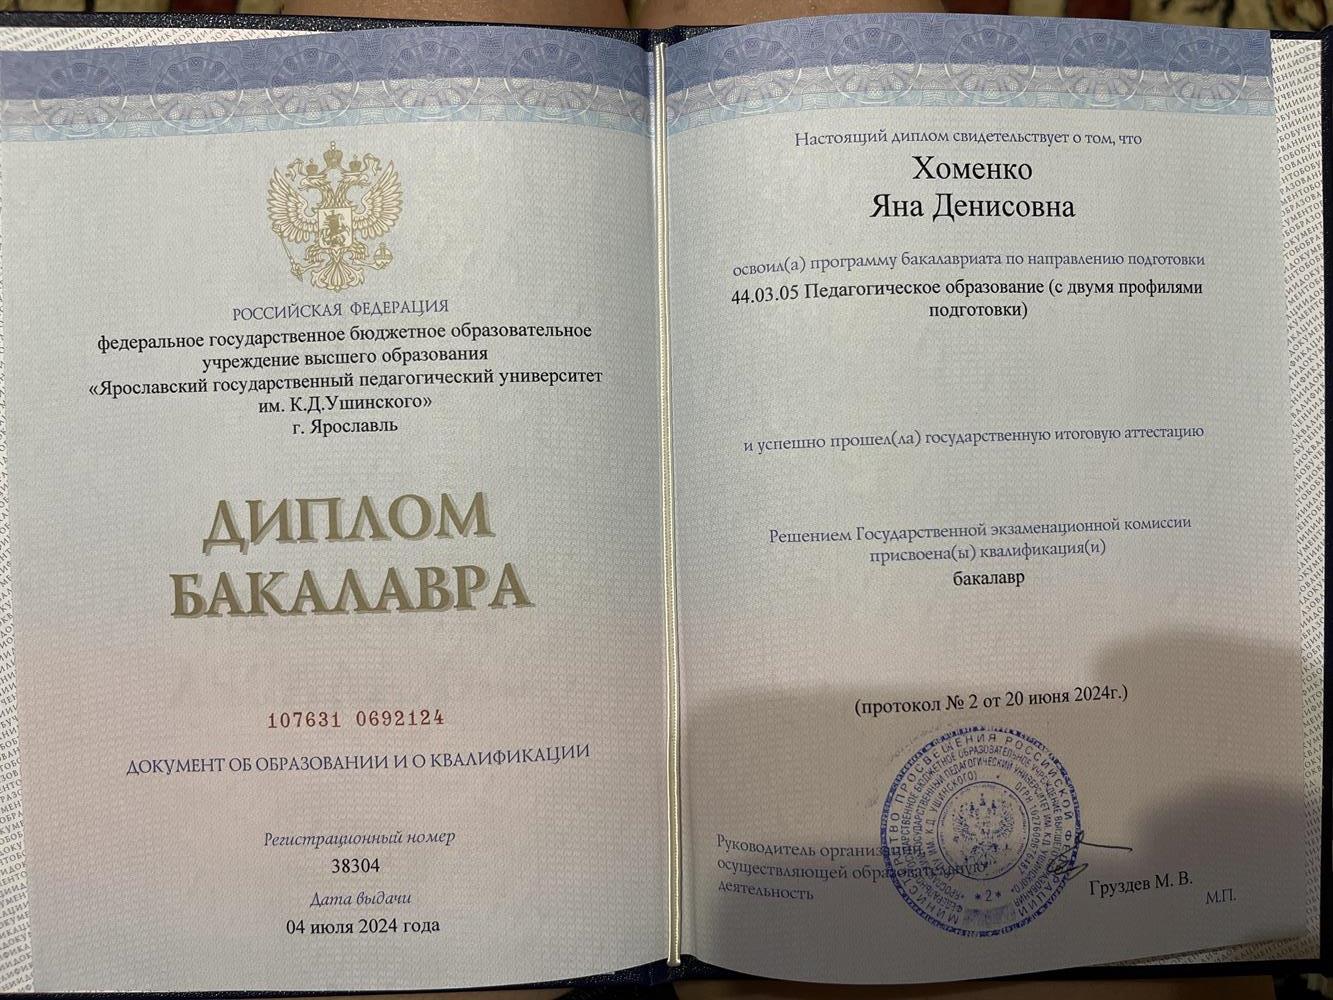 РОССИЙСКАЯ ФЕДЕРАЦИЯ
федеральное государственное бюджетное образовательное
учреждение высшего образования
«Ярославский государственный педагогический университет
им. К.Д.Ушинского»
г. Ярославль
ДИПЛОМ
БАКАЛАВРА
107631 0692124
ДОКУМЕНТ ОБ ОБРАЗОВАНИИ И О КВАЛИФИКАЦИИ
Регистрационный номер
38304
Дата выдачи
04 июля 2024 года
Настоящий диплом свидетельствует о том, что
Хоменко
Яна Денисовна
освоил(а) программу бакалавриата по направлению подготовки
44.03.05 Педагогическое образование (с двумя профилями
подготовки)
и успешно прошел(ла) государственную итоговую аттестацию
Решением Государственной экзаменационной комиссии
присвоена(ы) квалификация(и)
бакалавр
(протокол № 2 от 20 июня 2024г.)
Руководитель организации,
осуществляющей образовательную
деятельность
Груздев М. В.
М.П.